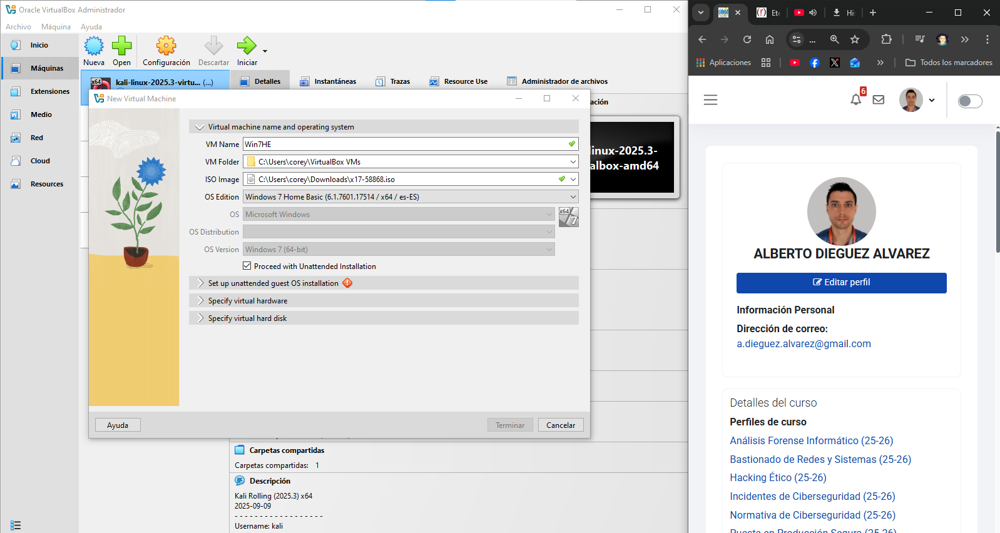 Oracle VirtualBox Administrador
Archivo Máquina Ayuda
Inicio
Máquinas
Extensiones
Medio
Red
Cloud
Resources
Nueva Open Configuración Descartar Iniciar
x64 kali-linux-2025.3-virtu... (...)
Detalles Instantáneas Trazas Resource Use Administrador de archivos
New Virtual Machine
Virtual machine name and operating system
VM Name Win7HE
VM Folder C:\Users\corey\VirtualBox VMs
ISO Image C:\Users\corey\Downloads\x17-58868.iso
OS Edition Windows 7 Home Basic (6.1.7601.17514 / x64 / es-ES)
OS Microsoft Windows
x64 7
OS Distribution
OS Version Windows 7 (64-bit)
Proceed with Unattended Installation
Set up unattended guest OS installation
Specify virtual hardware
Specify virtual hard disk
Ayuda Terminar Cancelar
ación
linux-2025.3-
albox-amd64
Carpetas compartidas
Carpetas compartidas: 1
Descripción
Kali Rolling (2025.3) x64
2025-09-09
- - - - - - - - - - - - - - - - - - -
Username: kali
(r) Ete
His
...
Aplicaciones
Todos los marcadores
6
ALBERTO DIEGUEZ ALVAREZ
Editar perfil
Información Personal
Dirección de correo:
a.dieguez.alvarez@gmail.com
Detalles del curso
Perfiles de curso
Análisis Forense Informático (25-26)
Bastionado de Redes y Sistemas (25-26)
Hacking Ético (25-26)
Incidentes de Ciberseguridad (25-26)
Normativa de Ciberseguridad (25-26)
Puesta en Producción Segura (25-26)